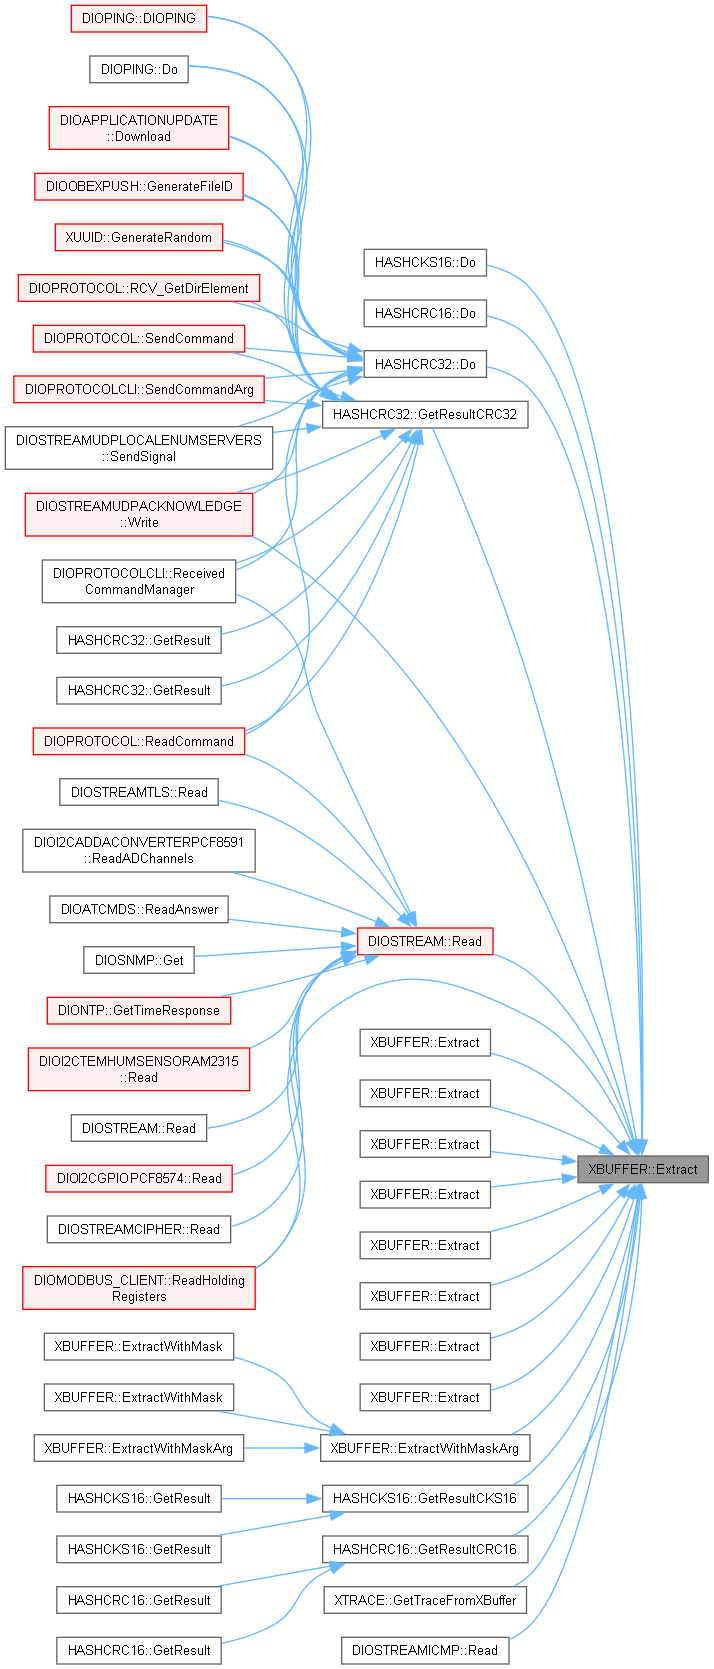 DIOPING::DIOPING
DIOPING::Do
DIOAPPLICATIONUPDATE
::Download
DIOOBEXPUSH::GenerateFileID
XUUID::GenerateRandom
DIOPROTOCOL::RCV_GetDirElement
DIOPROTOCOL::SendCommand
DIOPROTOCOLCLI::SendCommandArg
DIOSTREAMUDPLOCALENUMSERVERS
::SendSignal
DIOSTREAMUDPACKNOWLEDGE
::Write
DIOPROTOCOLCLI::Received
CommandManager
HASHCRC32::GetResult
HASHCRC32::GetResult
DIOPROTOCOL::ReadCommand
DIOSTREAMTLS::Read
DIOI2CADDACONVERTERPCF8591
::ReadADChannels
DIOATCMDS::ReadAnswer
DIOSNMP::Get
DIONTP::GetTimeResponse
DIOI2CTEMHUMSENSORAM2315
::Read
DIOSTREAM::Read
DIOI2CGPIOPCF8574::Read
DIOSTREAMCIPHER::Read
DIOMODBUS_CLIENT::ReadHolding
Registers
XBUFFER::ExtractWithMask
XBUFFER::ExtractWithMask
XBUFFER::ExtractWithMaskArg
HASHCKS16::GetResult
HASHCKS16::GetResult
HASHCRC16::GetResult
HASHCRC16::GetResult
HASHCKS16::Do
HASHCRC16::Do
HASHCRC32::Do
HASHCRC32::GetResultCRC32
DIOSTREAM::Read
XBUFFER::Extract
XBUFFER::Extract
XBUFFER::Extract
XBUFFER::Extract
XBUFFER::Extract
XBUFFER::Extract
XBUFFER::Extract
XBUFFER::Extract
XBUFFER::ExtractWithMaskArg
HASHCKS16::GetResultCKS16
HASHCRC16::GetResultCRC16
XTRACE::GetTraceFromXBuffer
DIOSTREAMICMP::Read
XBUFFER::Extract